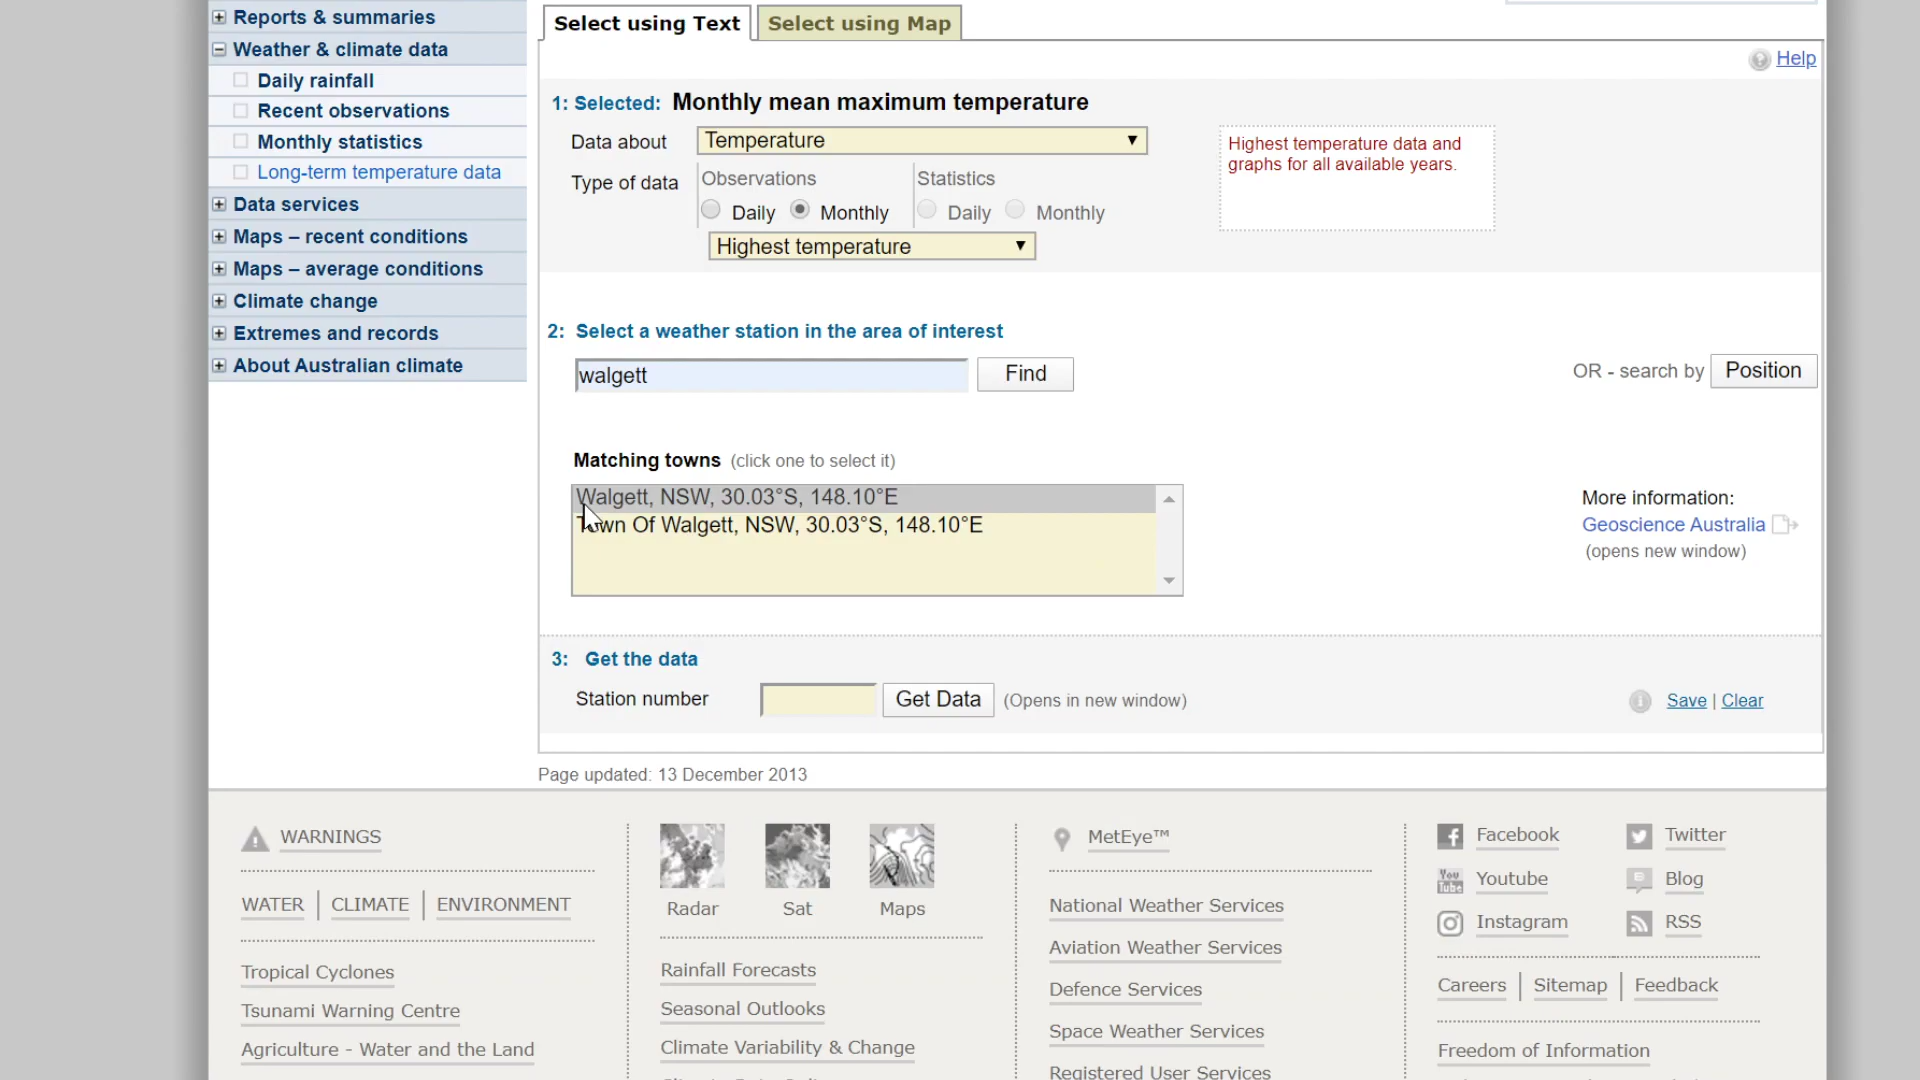 Reports & summaries
Weather & climate data
Daily rainfall
Recent observations
Monthly statistics
Long-term temperature data
Data services
Maps – recent conditions
Maps – average conditions
Climate change
Extremes and records
About Australian climate
Select using Text
Select using Map
Help
1: Selected: Monthly mean maximum temperature
Data about
Temperature
Type of data
Observations
Statistics
Daily
Monthly
Daily
Monthly
Highest temperature
Highest temperature data and
graphs for all available years.
2: Select a weather station in the area of interest
walgett
Find
OR - search by
Position
Matching towns (click one to select it)
Walgett, NSW, 30.03°S, 148.10°E
Town Of Walgett, NSW, 30.03°S, 148.10°E
More information:
Geoscience Australia
(opens new window)
3: Get the data
Station number
Get Data
(Opens in new window)
Save | Clear
Page updated: 13 December 2013
WARNINGS
WATER | CLIMATE | ENVIRONMENT
Tropical Cyclones
Tsunami Warning Centre
Agriculture - Water and the Land
Radar
Sat
Maps
Rainfall Forecasts
Seasonal Outlooks
Climate Variability & Change
MetEye™
National Weather Services
Aviation Weather Services
Defence Services
Space Weather Services
Registered User Services
Facebook
Twitter
You
Tube
Youtube
Blog
Instagram
RSS
Careers | Sitemap | Feedback
Freedom of Information